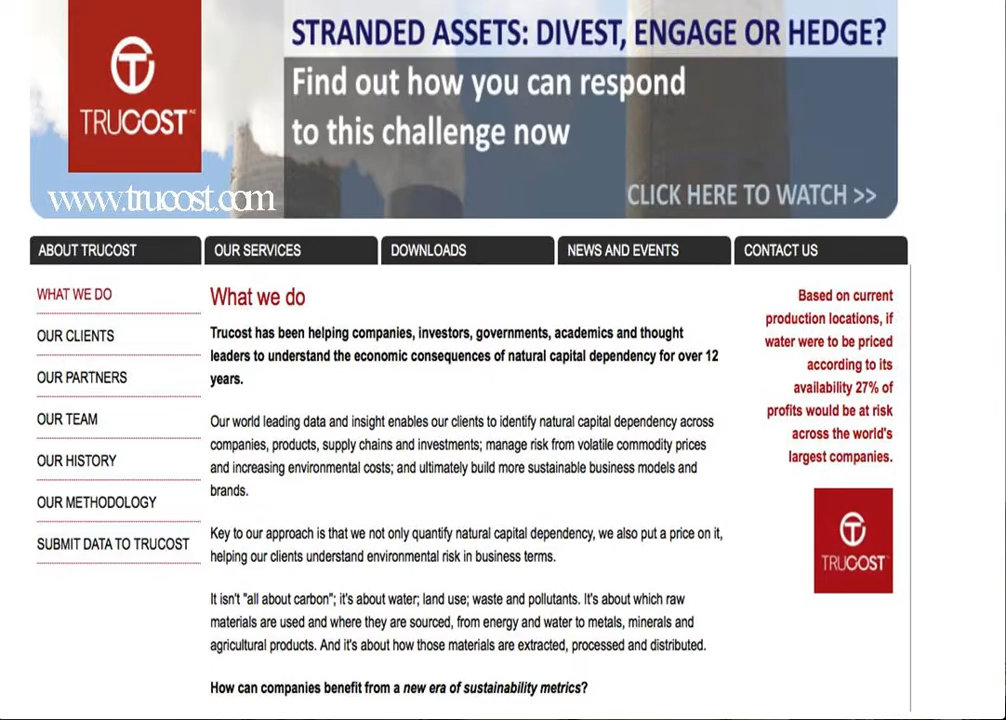 STRANDED ASSETS: DIVEST, ENGAGE OR HEDGE?
Find out how you can respond
to this challenge now
TRUCOST
www.trucost.com
CLICK HERE TO WATCH >>
ABOUT TRUCOST
OUR SERVICES
DOWNLOADS
NEWS AND EVENTS
CONTACT US
WHAT WE DO
OUR CLIENTS
OUR PARTNERS
OUR TEAM
OUR HISTORY
OUR METHODOLOGY
SUBMIT DATA TO TRUCOST
What we do
Trucost has been helping companies, investors, governments, academics and thought
leaders to understand the economic consequences of natural capital dependency for over 12
years.
Our world leading data and insight enables our clients to identify natural capital dependency across
companies, products, supply chains and investments; manage risk from volatile commodity prices
and increasing environmental costs; and ultimately build more sustainable business models and
brands.
Key to our approach is that we not only quantify natural capital dependency, we also put a price on it,
helping our clients understand environmental risk in business terms.
It isn't "all about carbon"; it's about water; land use; waste and pollutants. It's about which raw
materials are used and where they are sourced, from energy and water to metals, minerals and
agricultural products. And it's about how those materials are extracted, processed and distributed.
How can companies benefit from a new era of sustainability metrics?
Based on current
production locations, if
water were to be priced
according to its
availability 27% of
profits would be at risk
across the world's
largest companies.
TRUCOST